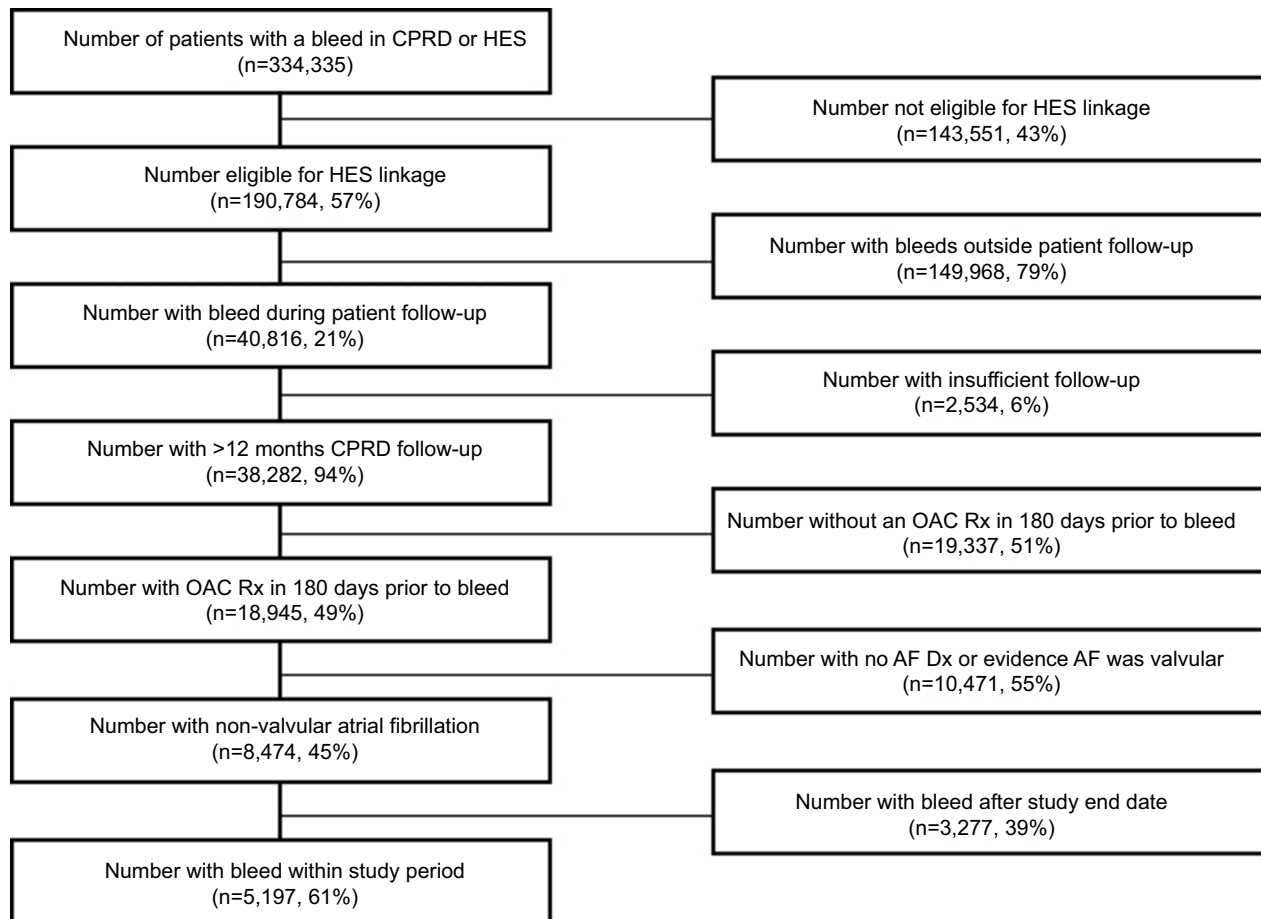 Number of patients with a bleed in CPRD or HES
(n=334,335)
Number not eligible for HES linkage
(n=143,551, 43%)
Number eligible for HES linkage
(n=190,784, 57%)
Number with bleeds outside patient follow-up
(n=149,968, 79%)
Number with bleed during patient follow-up
(n=40,816, 21%)
Number with insufficient follow-up
(n=2,534, 6%)
Number with >12 months CPRD follow-up
(n=38,282, 94%)
Number without an OAC Rx in 180 days prior to bleed
(n=19,337, 51%)
Number with OAC Rx in 180 days prior to bleed
(n=18,945, 49%)
Number with no AF Dx or evidence AF was valvular
(n=10,471, 55%)
Number with non-valvular atrial fibrillation
(n=8,474, 45%)
Number with bleed after study end date
(n=3,277, 39%)
Number with bleed within study period
(n=5,197, 61%)